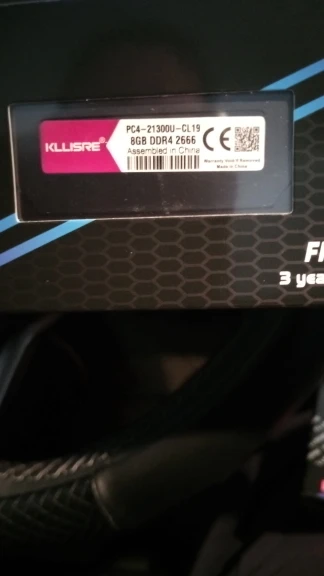 KLLISRE
PC4-21300U-CL19
8GB DDR4 2666
Assembled in China
CE
Warranty Void If Removed
Made in China
3 yea